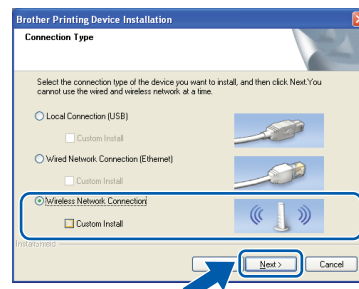 Brother Printing Device Installation
Connection Type
Select the connection type of the device you want to install, and then click Next.You
cannot use the wired and wireless network at a time.
Local Connection (USB)
Custom Install
Wired Network Connection (Ethernet)
Custom Install
Wireless Network Connection
Custom Install
InstallShield
Next >
Cancel